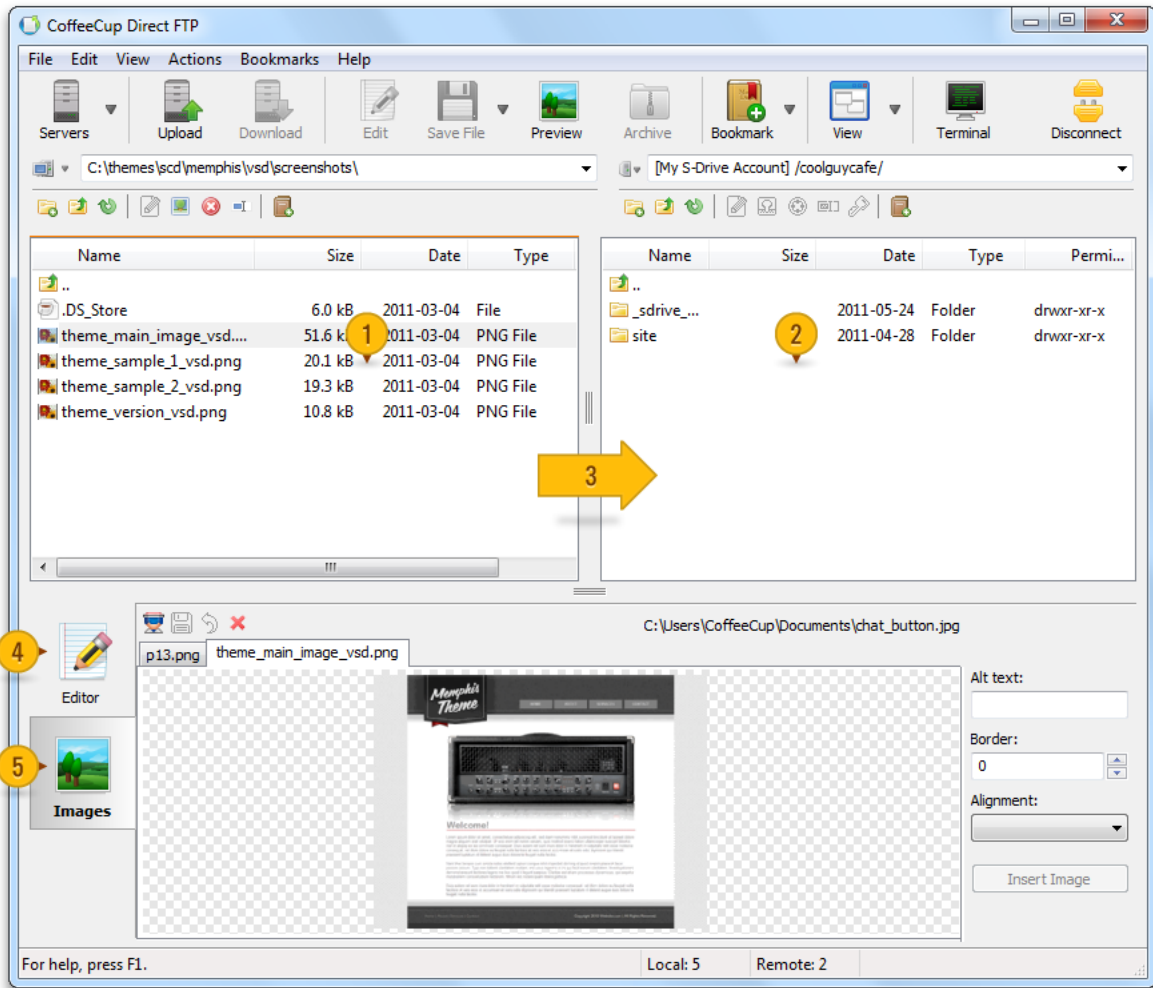 CoffeeCup Direct FTP
File Edit View Actions Bookmarks Help
Servers Upload Download Edit Save File Preview Archive Bookmark View Terminal Disconnect
C:\themes\scd\memphis\vsd\screenshots\ [My S-Drive Account] /coolguycafe/
Name Size Date Type Name Size Date Type Permi...
.. ..
.DS_Store 6.0 kB 2011-03-04 File _sdrive_... 2011-05-24 Folder drwxr-xr-x
theme_main_image_vsd.... 51.6 k 1 2011-03-04 PNG File site 2 2011-04-28 Folder drwxr-xr-x
theme_sample_1_vsd.png 20.1 kB 2011-03-04 PNG File
theme_sample_2_vsd.png 19.3 kB 2011-03-04 PNG File
theme_version_vsd.png 10.8 kB 2011-03-04 PNG File
3
C:\Users\CoffeeCup\Documents\chat_button.jpg
4
p13.png theme_main_image_vsd.png
Editor
Alt text:
Memphis
Theme
HOME ABOUT SERVICES CONTACT
Border:
0
5
Images
Alignment:
Welcome!
Insert Image
For help, press F1. Local: 5 Remote: 2